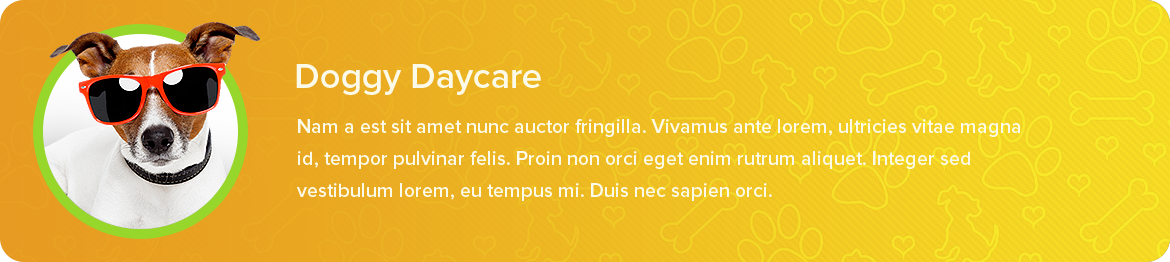 Doggy Daycare
Nam a est sit amet nunc auctor fringilla. Vivamus ante lorem, ultricies vitae magna
id, tempor pulvinar felis. Proin non orci eget enim rutrum aliquet. Integer sed
vestibulum lorem, eu tempus mi. Duis nec sapien orci.